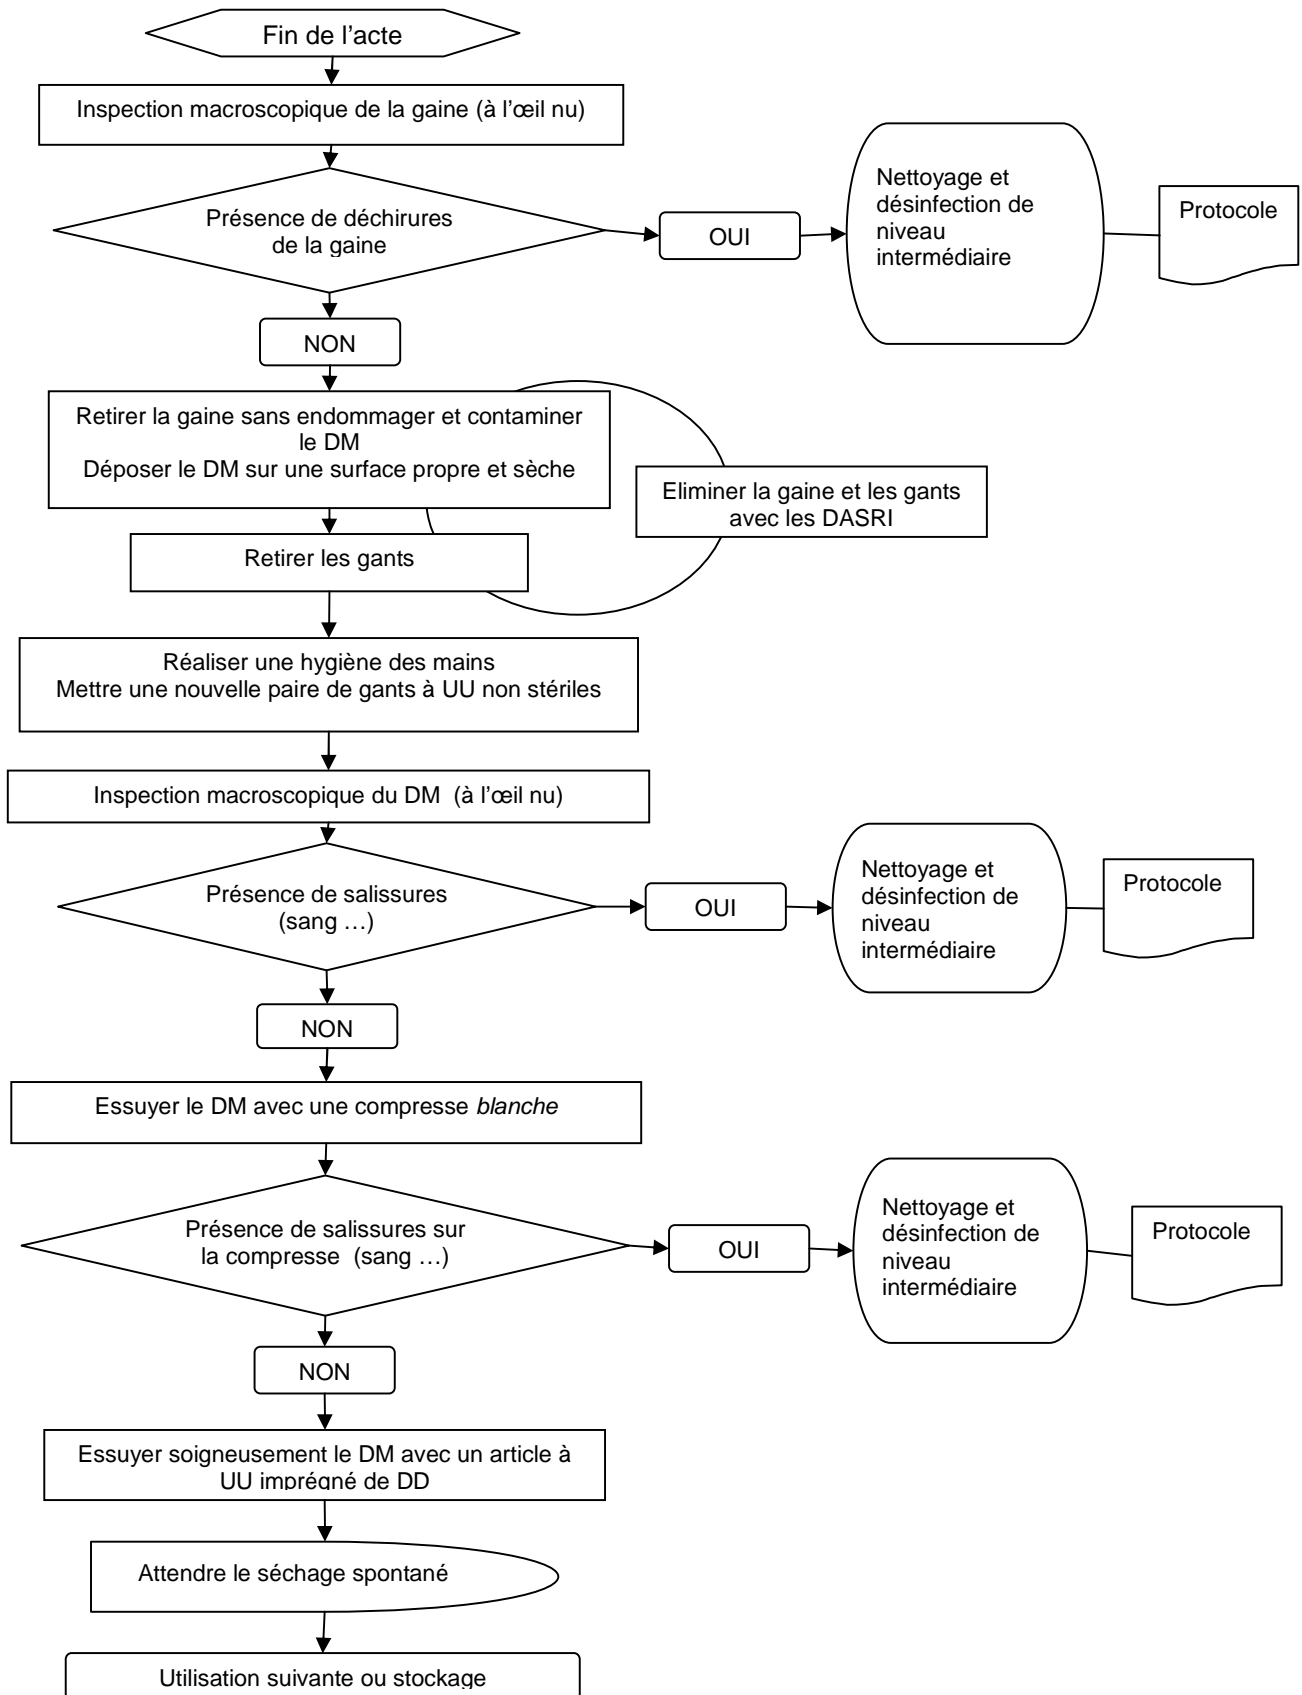 Fin de l'acte
Inspection macroscopique de la gaine (à l'œil nu)
Présence de déchirures
de la gaine
OUI
Nettoyage et
désinfection de
niveau
intermédiaire
Protocole
NON
Retirer la gaine sans endommager et contaminer
le DM
Déposer le DM sur une surface propre et sèche
Eliminer la gaine et les gants
avec les DASRI
Retirer les gants
Réaliser une hygiène des mains
Mettre une nouvelle paire de gants à UU non stériles
Inspection macroscopique du DM (à l'œil nu)
Présence de salissures
(sang …)
OUI
Nettoyage et
désinfection de
niveau
intermédiaire
Protocole
NON
Essuyer le DM avec une compresse blanche
Présence de salissures sur
la compresse (sang …)
OUI
Nettoyage et
désinfection de
niveau
intermédiaire
Protocole
NON
Essuyer soigneusement le DM avec un article à
UU imprégné de DD
Attendre le séchage spontané
Utilisation suivante ou stockage